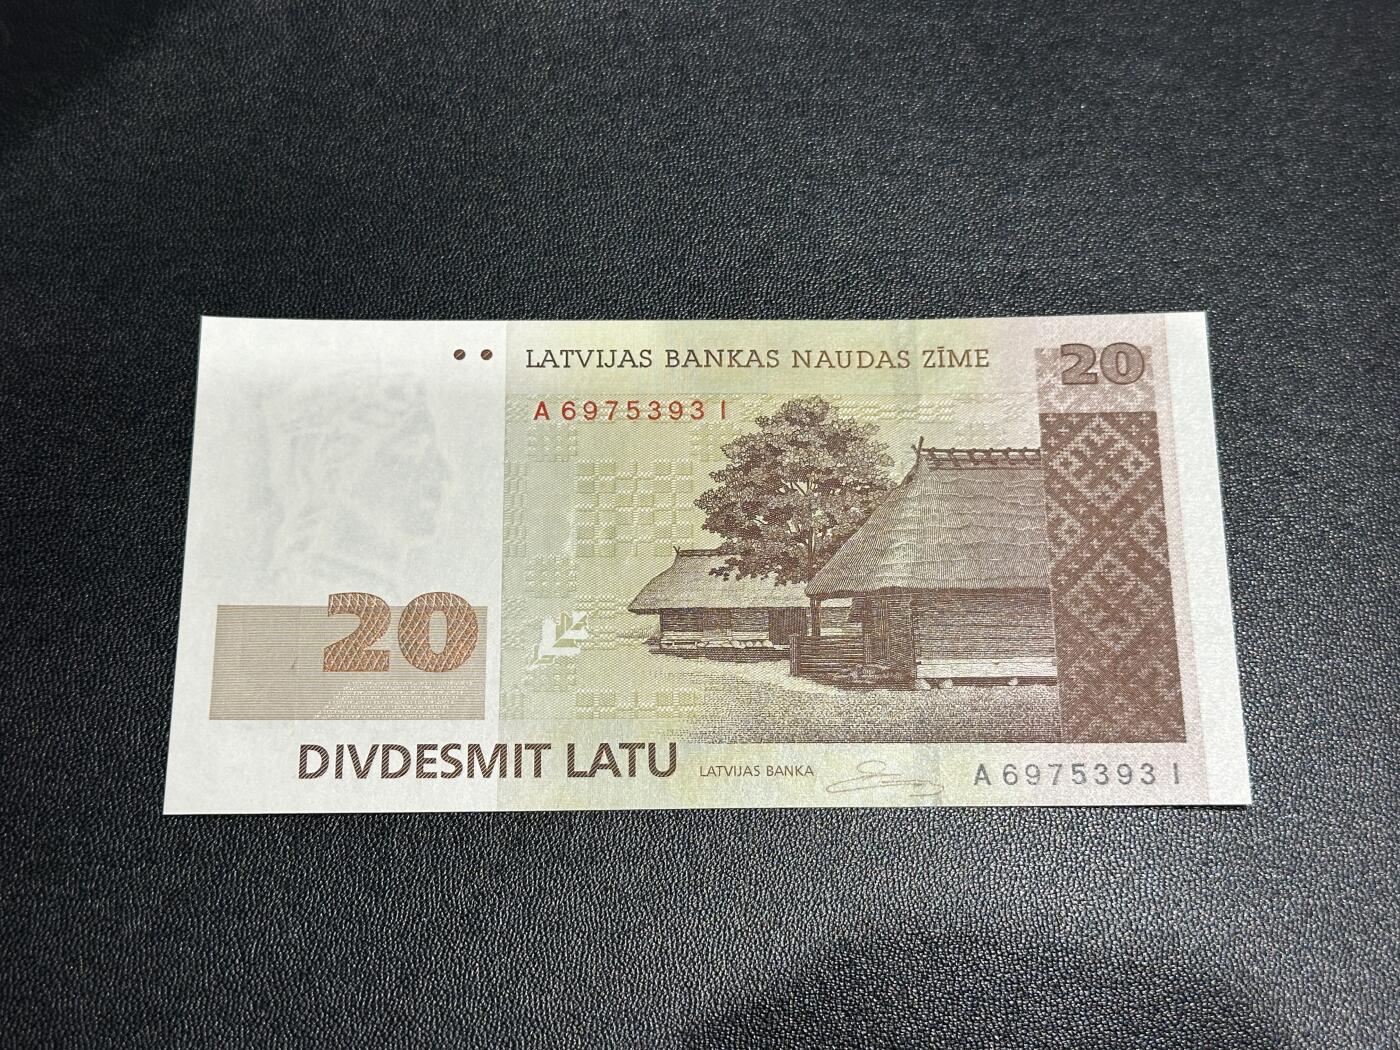 LATVIJAS BANKAS NAUDAS ZĪME
20
A 6975393 I
20
DIVDESMIT LATU
LATVIJAS BANKA
A 6975393 I